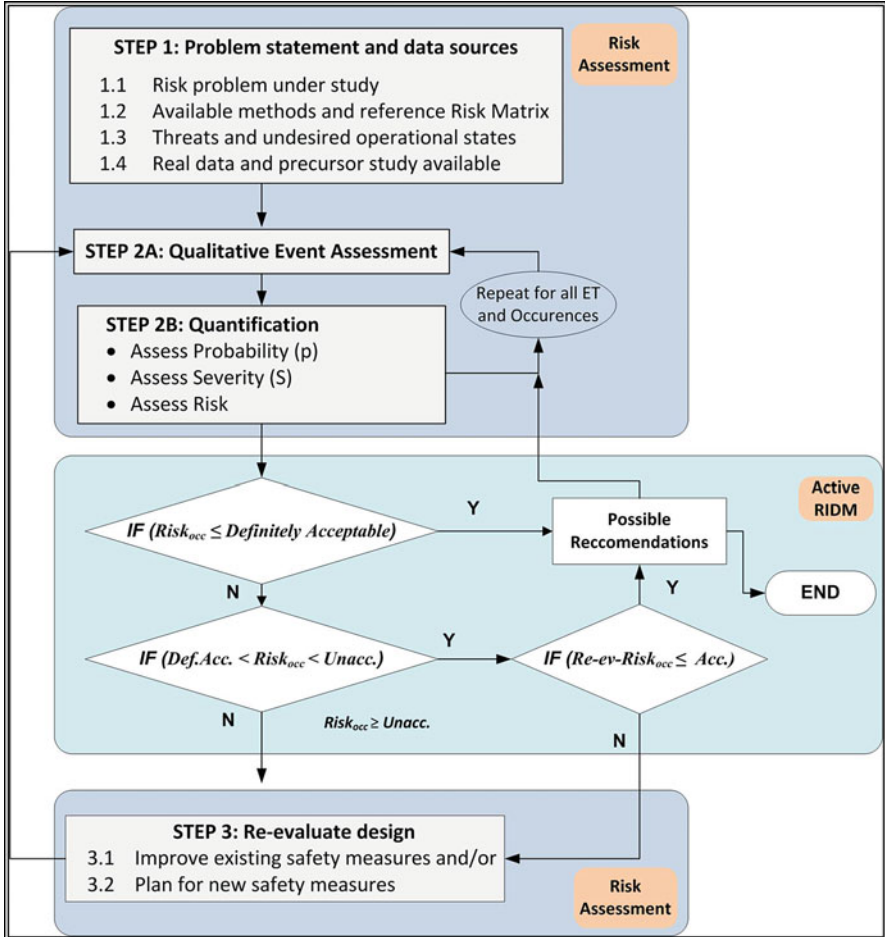 STEP 1: Problem statement and data sources
Risk
Assessment
1.1 Risk problem under study
1.2 Available methods and reference Risk Matrix
1.3 Threats and undesired operational states
1.4 Real data and precursor study available
STEP 2A: Qualitative Event Assessment
Repeat for all ET
and Occurences
STEP 2B: Quantification
• Assess Probability (p)
• Assess Severity (S)
• Assess Risk
Active
RIDM
IF (Risk_occ ≤ Definitely Acceptable)
Y
Possible
Reccomendations
N
Y
END
IF (Def.Acc. < Risk_occ < Unacc.)
Y
IF (Re-ev-Risk_occ ≤ Acc.)
N
Risk_occ ≥ Unacc.
N
STEP 3: Re-evaluate design
3.1 Improve existing safety measures and/or
3.2 Plan for new safety measures
Risk
Assessment